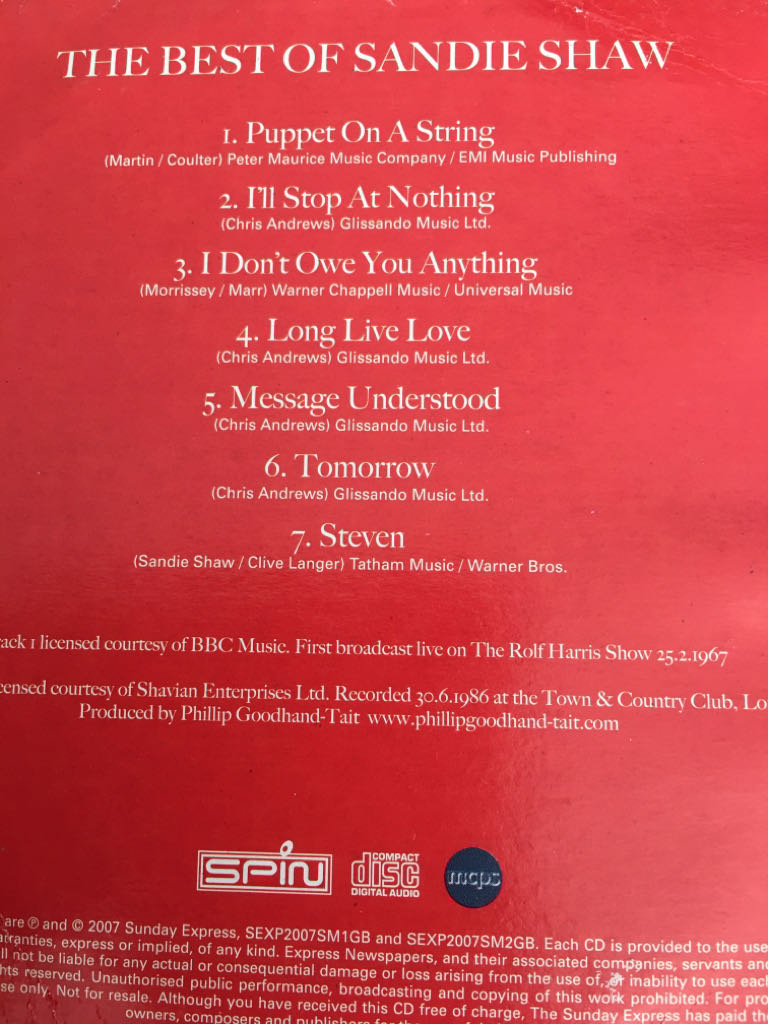 THE BEST OF SANDIE SHAW
1. Puppet On A String
(Martin / Coulter) Peter Maurice Music Company / EMI Music Publishing
2. I'll Stop At Nothing
(Chris Andrews) Glissando Music Ltd.
3. I Don't Owe You Anything
(Morrissey / Marr) Warner Chappell Music / Universal Music
4. Long Live Love
(Chris Andrews) Glissando Music Ltd.
5. Message Understood
(Chris Andrews) Glissando Music Ltd.
6. Tomorrow
(Chris Andrews) Glissando Music Ltd.
7. Steven
(Sandie Shaw / Clive Langer) Tatham Music / Warner Bros.
ack 1 licensed courtesy of BBC Music. First broadcast live on The Rolf Harris Show 25.2.1967
censed courtesy of Shavian Enterprises Ltd. Recorded 30.6.1986 at the Town & Country Club, Lo
Produced by Phillip Goodhand-Tait www.phillipgoodhand-tait.com
SPIN
COMPACT
disc
DIGITAL AUDIO
mcps
are ℗ and © 2007 Sunday Express, SEXP2007SM1GB and SEXP2007SM2GB. Each CD is provided to the use
arranties, express or implied, of any kind. Express Newspapers, and their associated companies, servants and
ll not be liable for any actual or consequential damage or loss arising from the use of, or inability to use each
hts reserved. Unauthorised public performance, broadcasting and copying of this work prohibited. For pro
se only. Not for resale. Although you have received this CD free of charge, The Sunday Express has paid the
owners, composers and publishers